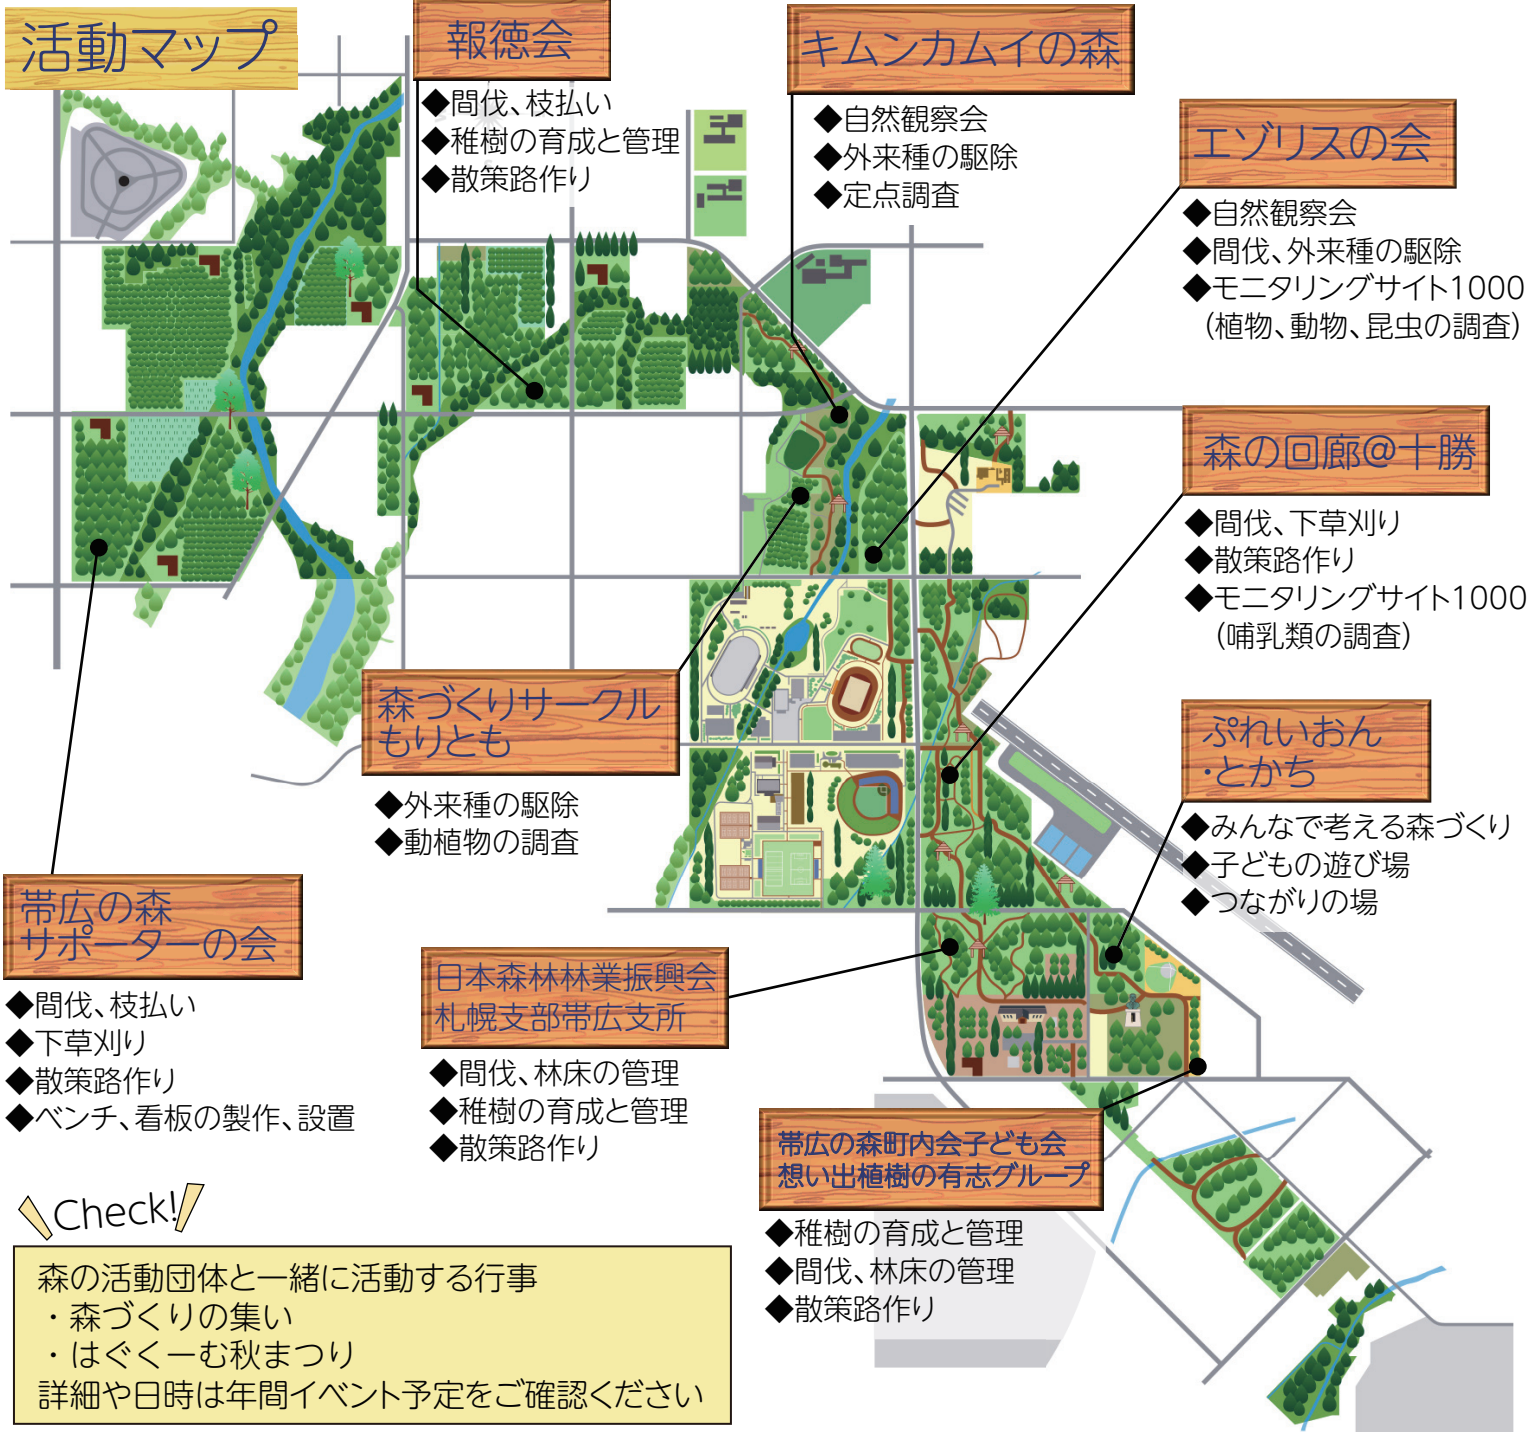 活動マップ
報徳会
◆間伐、枝払い
◆稚樹の育成と管理
◆散策路作り
キムンカムイの森
◆自然観察会
◆外来種の駆除
◆定点調査
エゾリスの会
◆自然観察会
◆間伐、外来種の駆除
◆モニタリングサイト1000
(植物、動物、昆虫の調査)
森の回廊@十勝
◆間伐、下草刈り
◆散策路作り
◆モニタリングサイト1000
(哺乳類の調査)
森づくりサークル
もりとも
◆外来種の駆除
◆動植物の調査
ぷれいおん
・とかち
◆みんなで考える森づくり
◆子どもの遊び場
◆つながりの場
帯広の森
サポーターの会
◆間伐、枝払い
◆下草刈り
◆散策路作り
◆ベンチ、看板の製作、設置
日本森林林業振興会
札幌支部帯広支所
◆間伐、林床の管理
◆稚樹の育成と管理
◆散策路作り
帯広の森町内会子ども会
想い出植樹の有志グループ
◆稚樹の育成と管理
◆間伐、林床の管理
◆散策路作り
Check!
森の活動団体と一緒に活動する行事
・森づくりの集い
・はぐくーむ秋まつり
詳細や日時は年間イベント予定をご確認ください